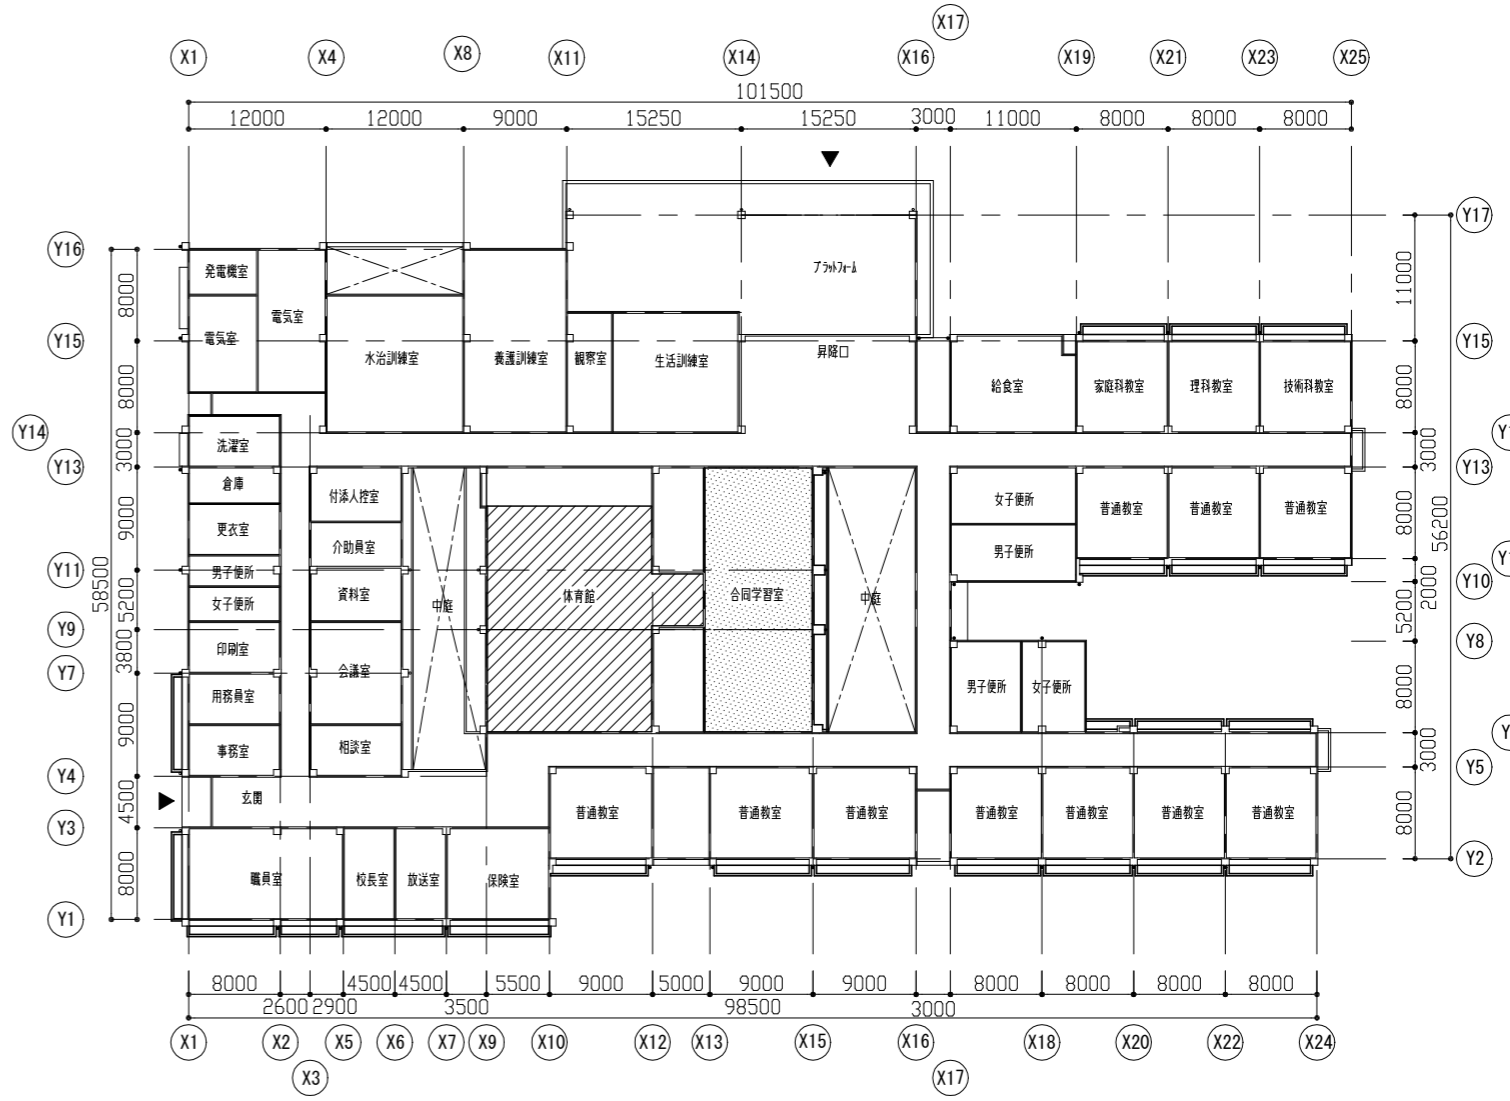 X17
X1 X4 X8 X11 X14 X16 X19 X21 X23 X25
101500
12000 12000 9000 15250 15250 3000 11000 8000 8000 8000
Y17
Y16
発電機室
プラットフォーム
8000
11000
電気室
電気室
Y15
Y15
水治訓練室 養護訓練室 観察室 生活訓練室 昇降口
給食室 家庭科教室 理科教室 技術科教室
8000
8000
Y14
洗濯室
3000
3000
Y13
Y13
倉庫
付添人控室
女子便所
更衣室
普通教室 普通教室 普通教室
9000
8000
56200
介助員室
男子便所
Y11
男子便所
Y10
58500
5200
資料室
中庭
体育館
合同学習室
中庭
2000
女子便所
5200
Y9
Y8
印刷室
3800
会議室
Y7
用務員室
男子便所 女子便所
8000
9000
事務室
相談室
3000
Y4
Y5
玄関
4500
普通教室 普通教室 普通教室 普通教室 普通教室 普通教室 普通教室
8000
Y3
Y2
職員室 校長室 放送室 保険室
8000
Y1
8000 4500 4500 5500 9000 5000 9000 9000 8000 8000 8000 8000
2600 2900 3500 98500 3000
X1 X2 X5 X6 X7 X9 X10 X12 X13 X15 X16 X18 X20 X22 X24
X3 X17